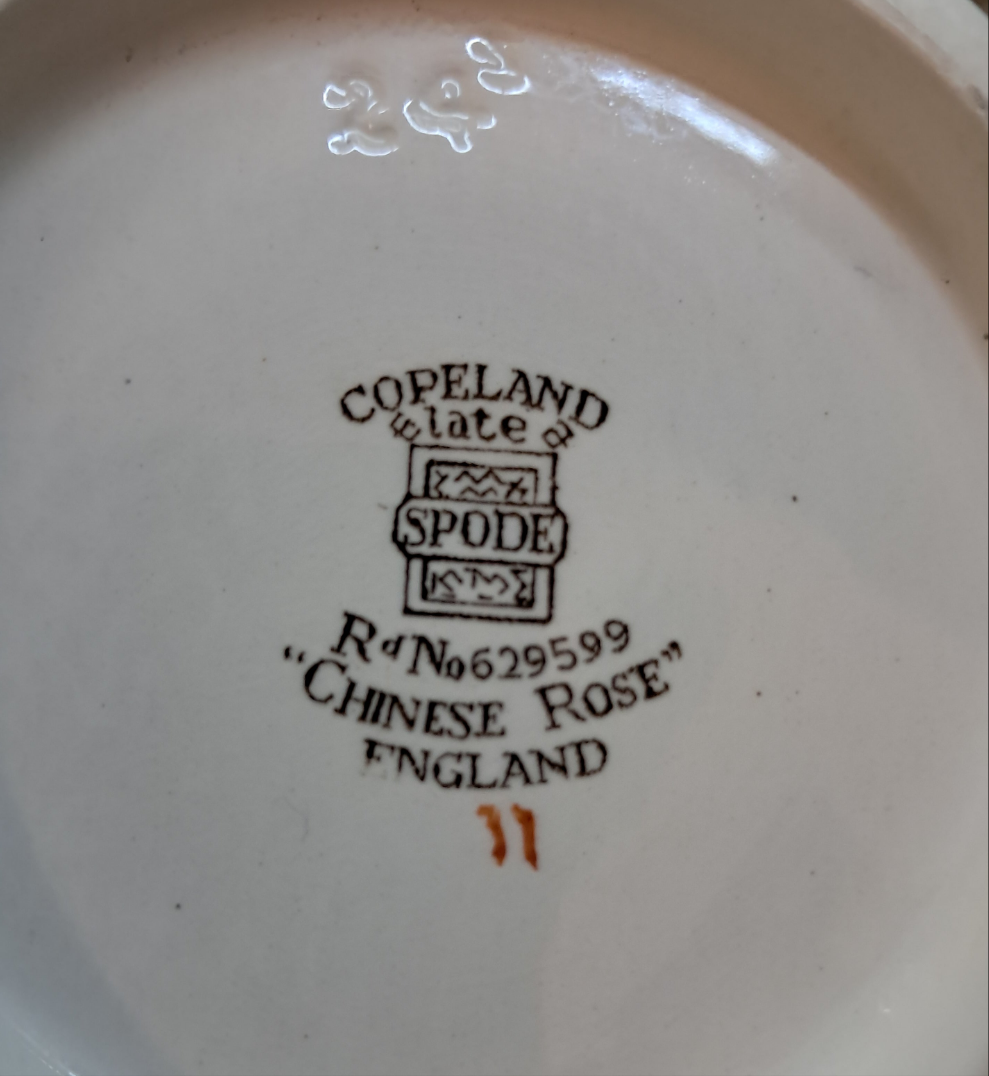 COPELAND
late
SPODE
Rd No 629599
"CHINESE ROSE"
ENGLAND
11